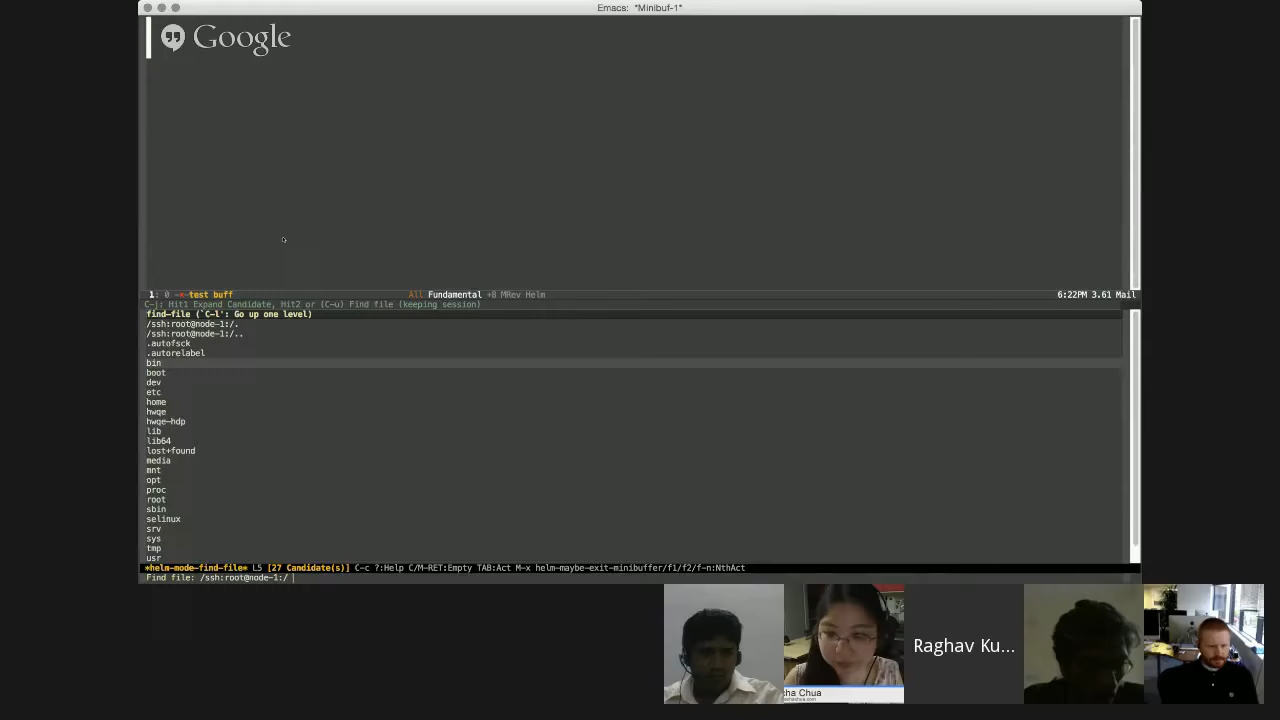 Emacs: *Minibuf-1*
Google
1: 0 -x-test buff All Fundamental +8 MRev Helm 6:22PM 3.61 Mail
C-j: Hit1 Expand Candidate, Hit2 or (C-u) Find file (keeping session)
find-file (`C-l': Go up one level)
/ssh:root@node-1:/.
/ssh:root@node-1:/..
.autofsck
.autorelabel
bin
boot
dev
etc
home
hwqe
hwqe-hdp
lib
lib64
lost+found
media
mnt
opt
proc
root
sbin
selinux
srv
sys
tmp
usr
*helm-mode-find-file* L5 [27 Candidate(s)] C-c ?:Help C/M-RET:Empty TAB:Act M-x helm-maybe-exit-minibuffer/f1/f2/f-n:NthAct
Find file: /ssh:root@node-1:/
Raghav Ku...
cha Chua